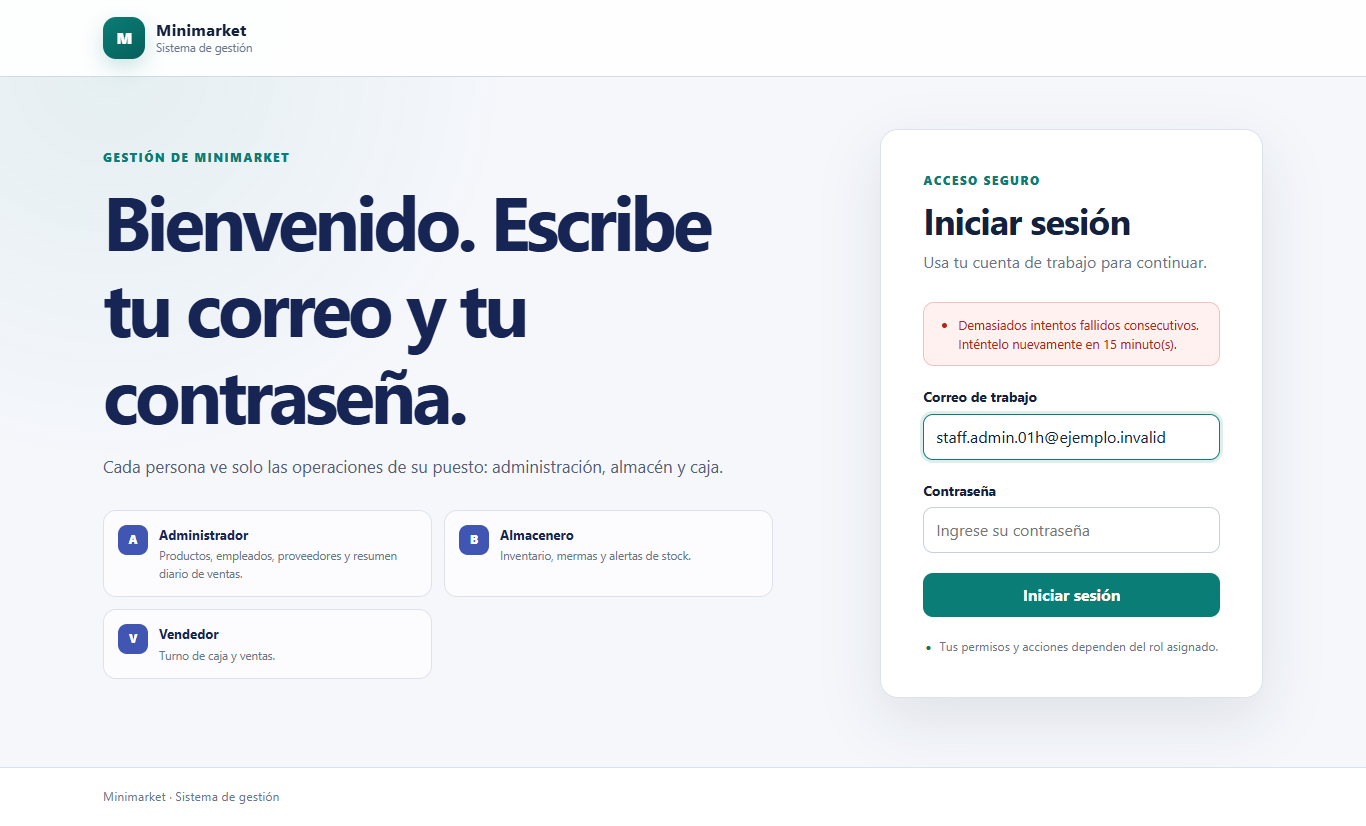 M
Minimarket
Sistema de gestión
GESTIÓN DE MINIMARKET
Bienvenido. Escribe
tu correo y tu
contraseña.
Cada persona ve solo las operaciones de su puesto: administración, almacén y caja.
A
Administrador
Productos, empleados, proveedores y resumen
diario de ventas.
B
Almacenero
Inventario, mermas y alertas de stock.
V
Vendedor
Turno de caja y ventas.
ACCESO SEGURO
Iniciar sesión
Usa tu cuenta de trabajo para continuar.
• Demasiados intentos fallidos consecutivos.
Inténtelo nuevamente en 15 minuto(s).
Correo de trabajo
staff.admin.01h@ejemplo.invalid
Contraseña
Ingrese su contraseña
Iniciar sesión
• Tus permisos y acciones dependen del rol asignado.
Minimarket · Sistema de gestión